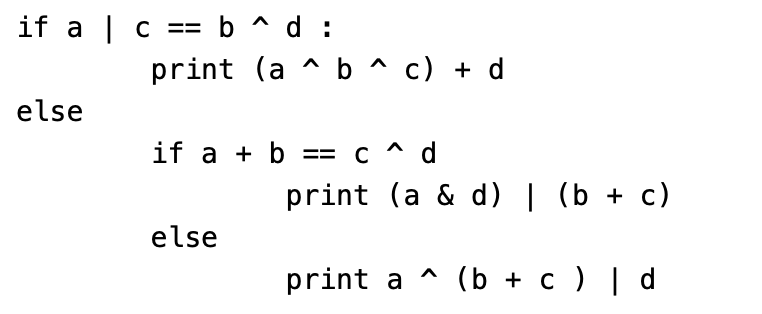 if a | c == b ^ d :
print (a ^ b ^ c) + d
else
if a + b == c ^ d
print (a & d) | (b + c)
else
print a ^ (b + c ) | d